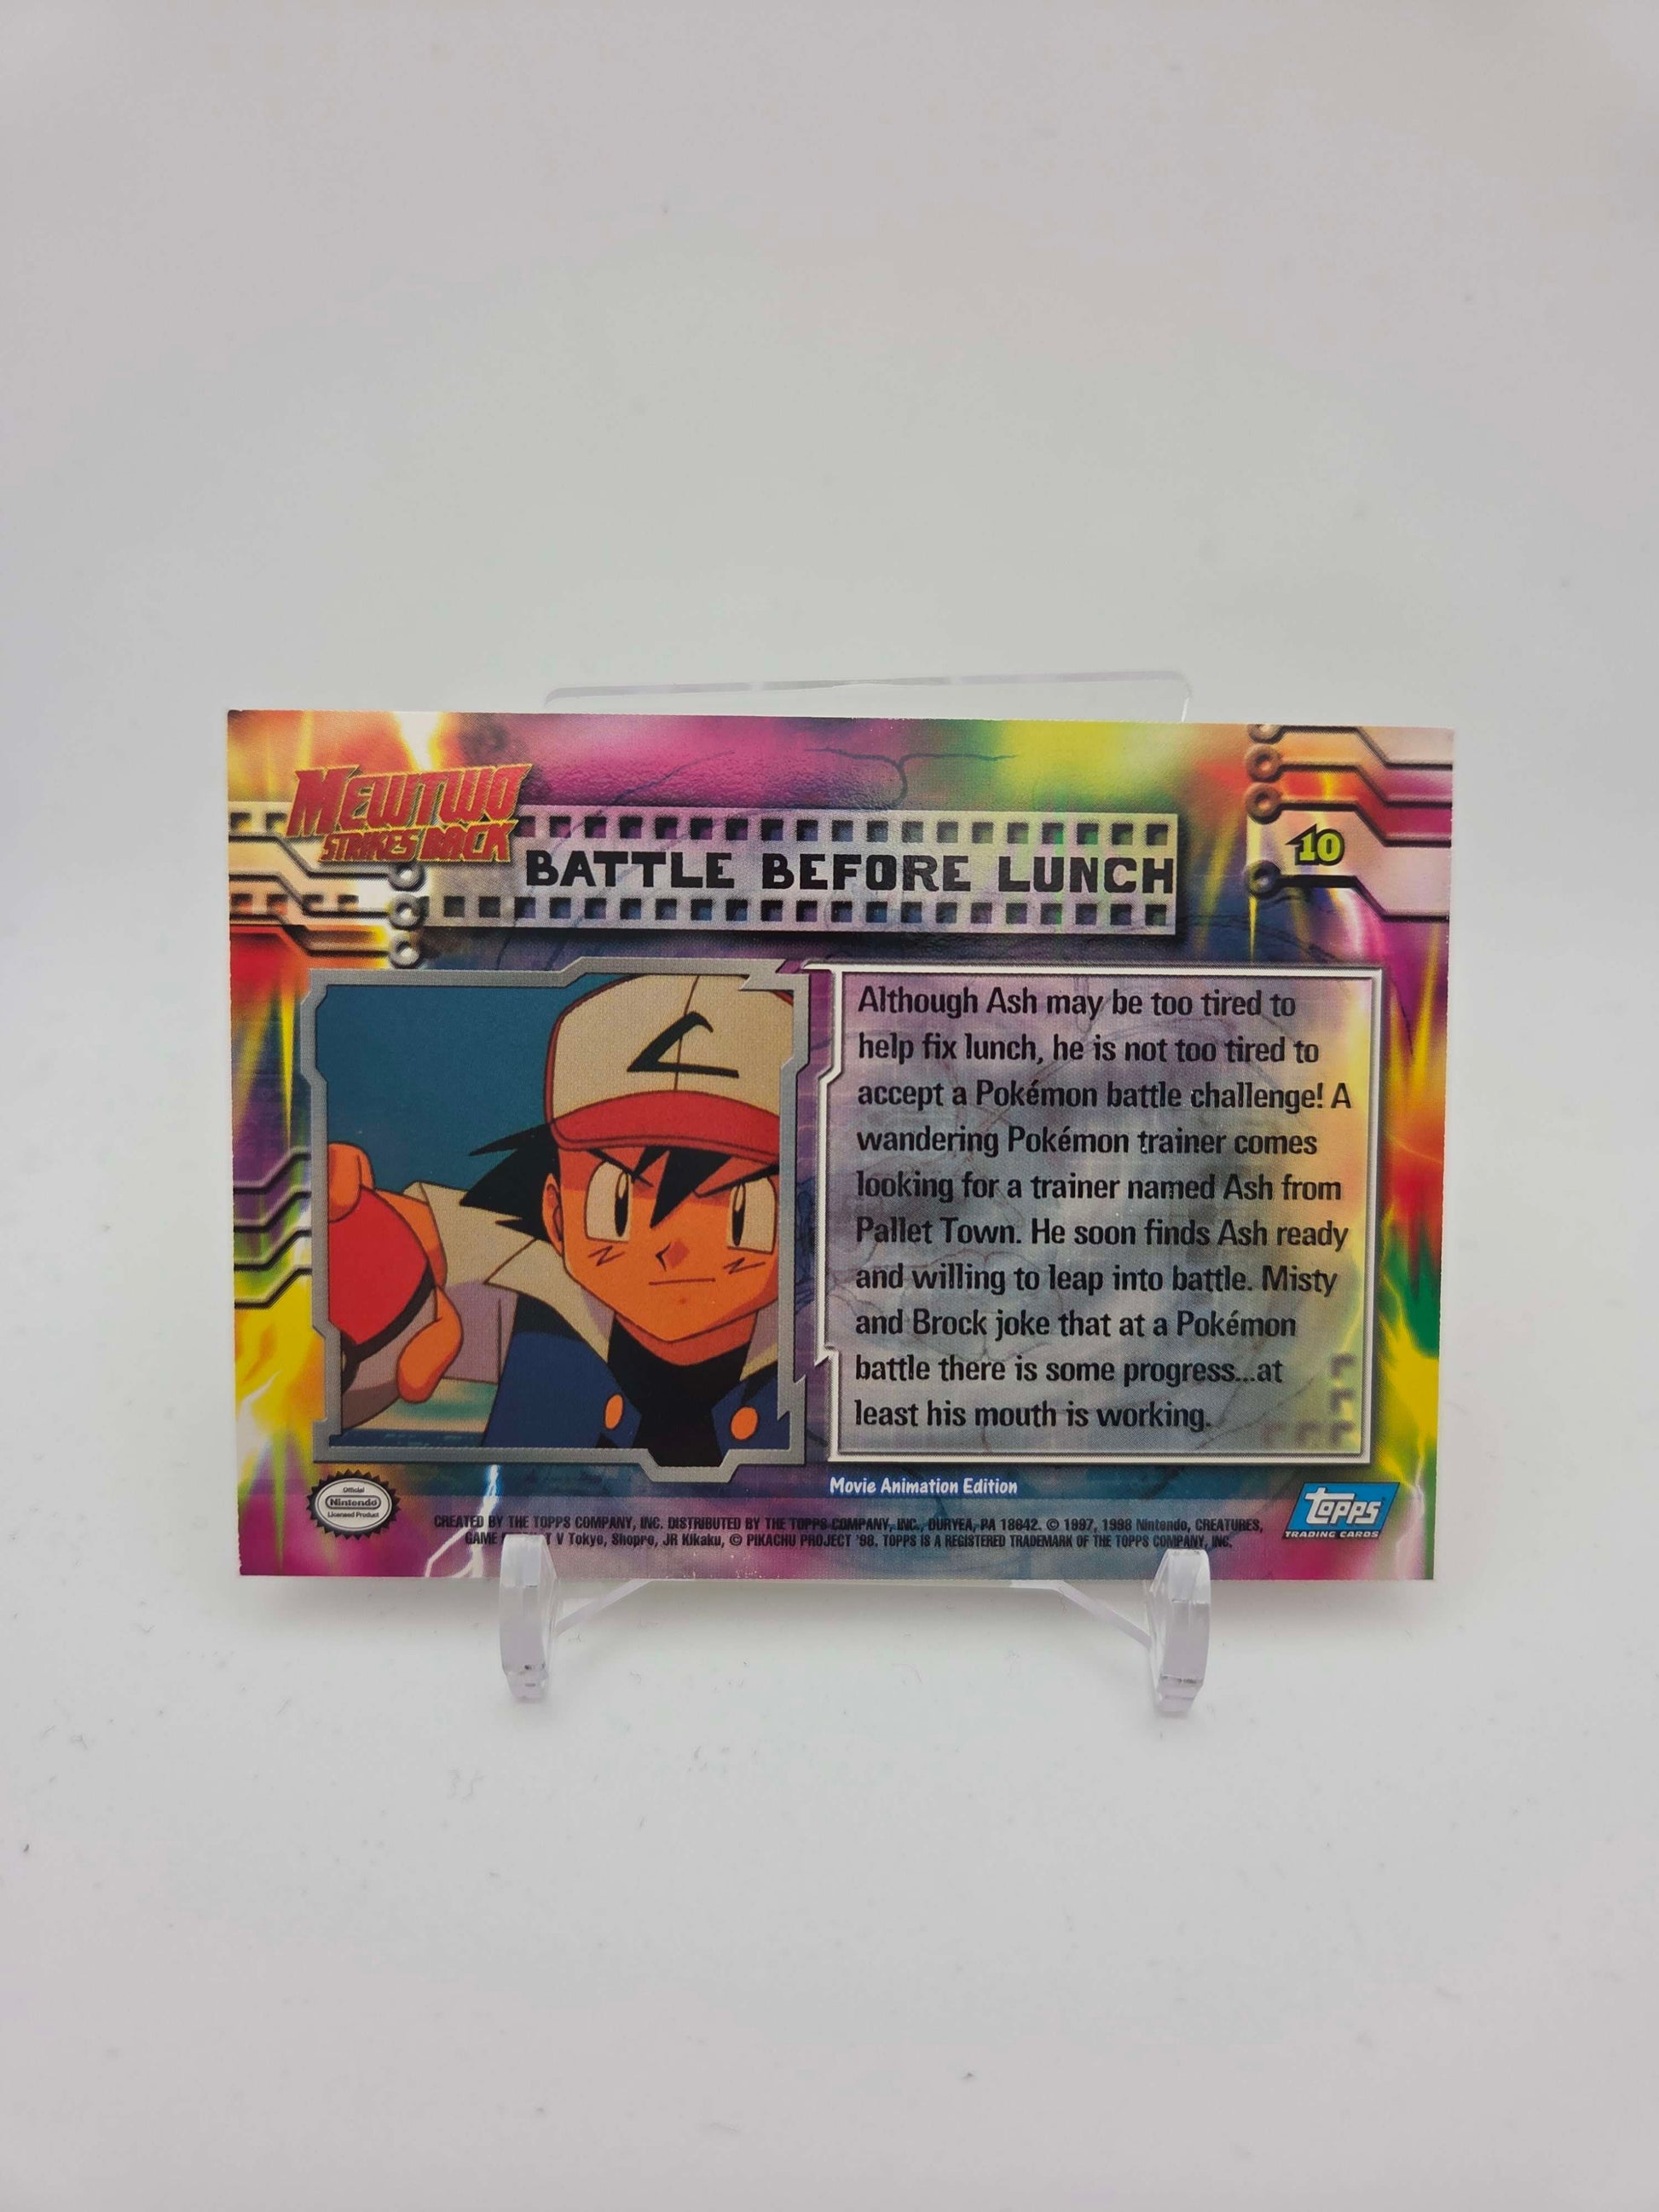 MEWTWO
STRIKES BACK
BATTLE BEFORE LUNCH
10
Although Ash may be too tired to
help fix lunch, he is not too tired to
accept a Pokémon battle challenge! A
wandering Pokémon trainer comes
looking for a trainer named Ash from
Pallet Town. He soon finds Ash ready
and willing to leap into battle. Misty
and Brock joke that at a Pokémon
battle there is some progress...at
least his mouth is working.
Movie Animation Edition
Official
Nintendo
Licensed Product
CREATED BY THE TOPPS COMPANY, INC. DISTRIBUTED BY THE TOPPS COMPANY, INC., DURYEA, PA 18642. © 1997, 1998 Nintendo, CREATURES,
GAME V Tokyo, Shopro, JR Kikaku, © PIKACHU PROJECT '98. TOPPS IS A REGISTERED TRADEMARK OF THE TOPPS COMPANY, INC.
TOPPS
TRADING CARDS